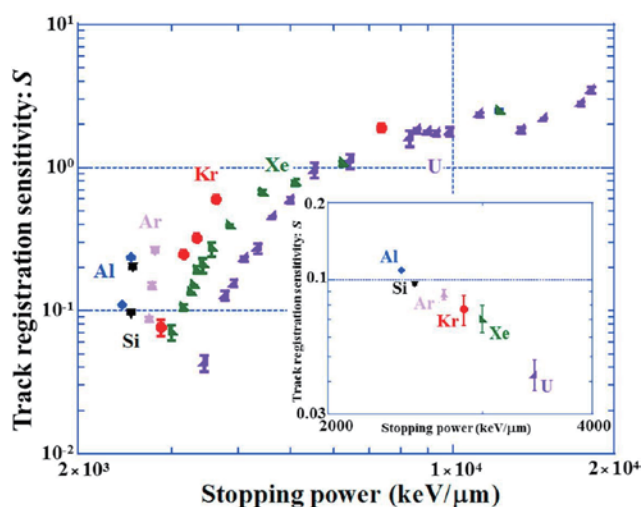 Track registration sensitivity: S
10¹
10⁰
10⁻¹
10⁻²
Al
Si
Ar
Kr
Xe
U
2×10³
1×10⁴
2×10⁴
Stopping power (keV/μm)
Track registration sensitivity: S
0.2
0.1
0.03
Al
Si
Ar
Kr
Xe
U
2000
4000
Stopping power (keV/μm)